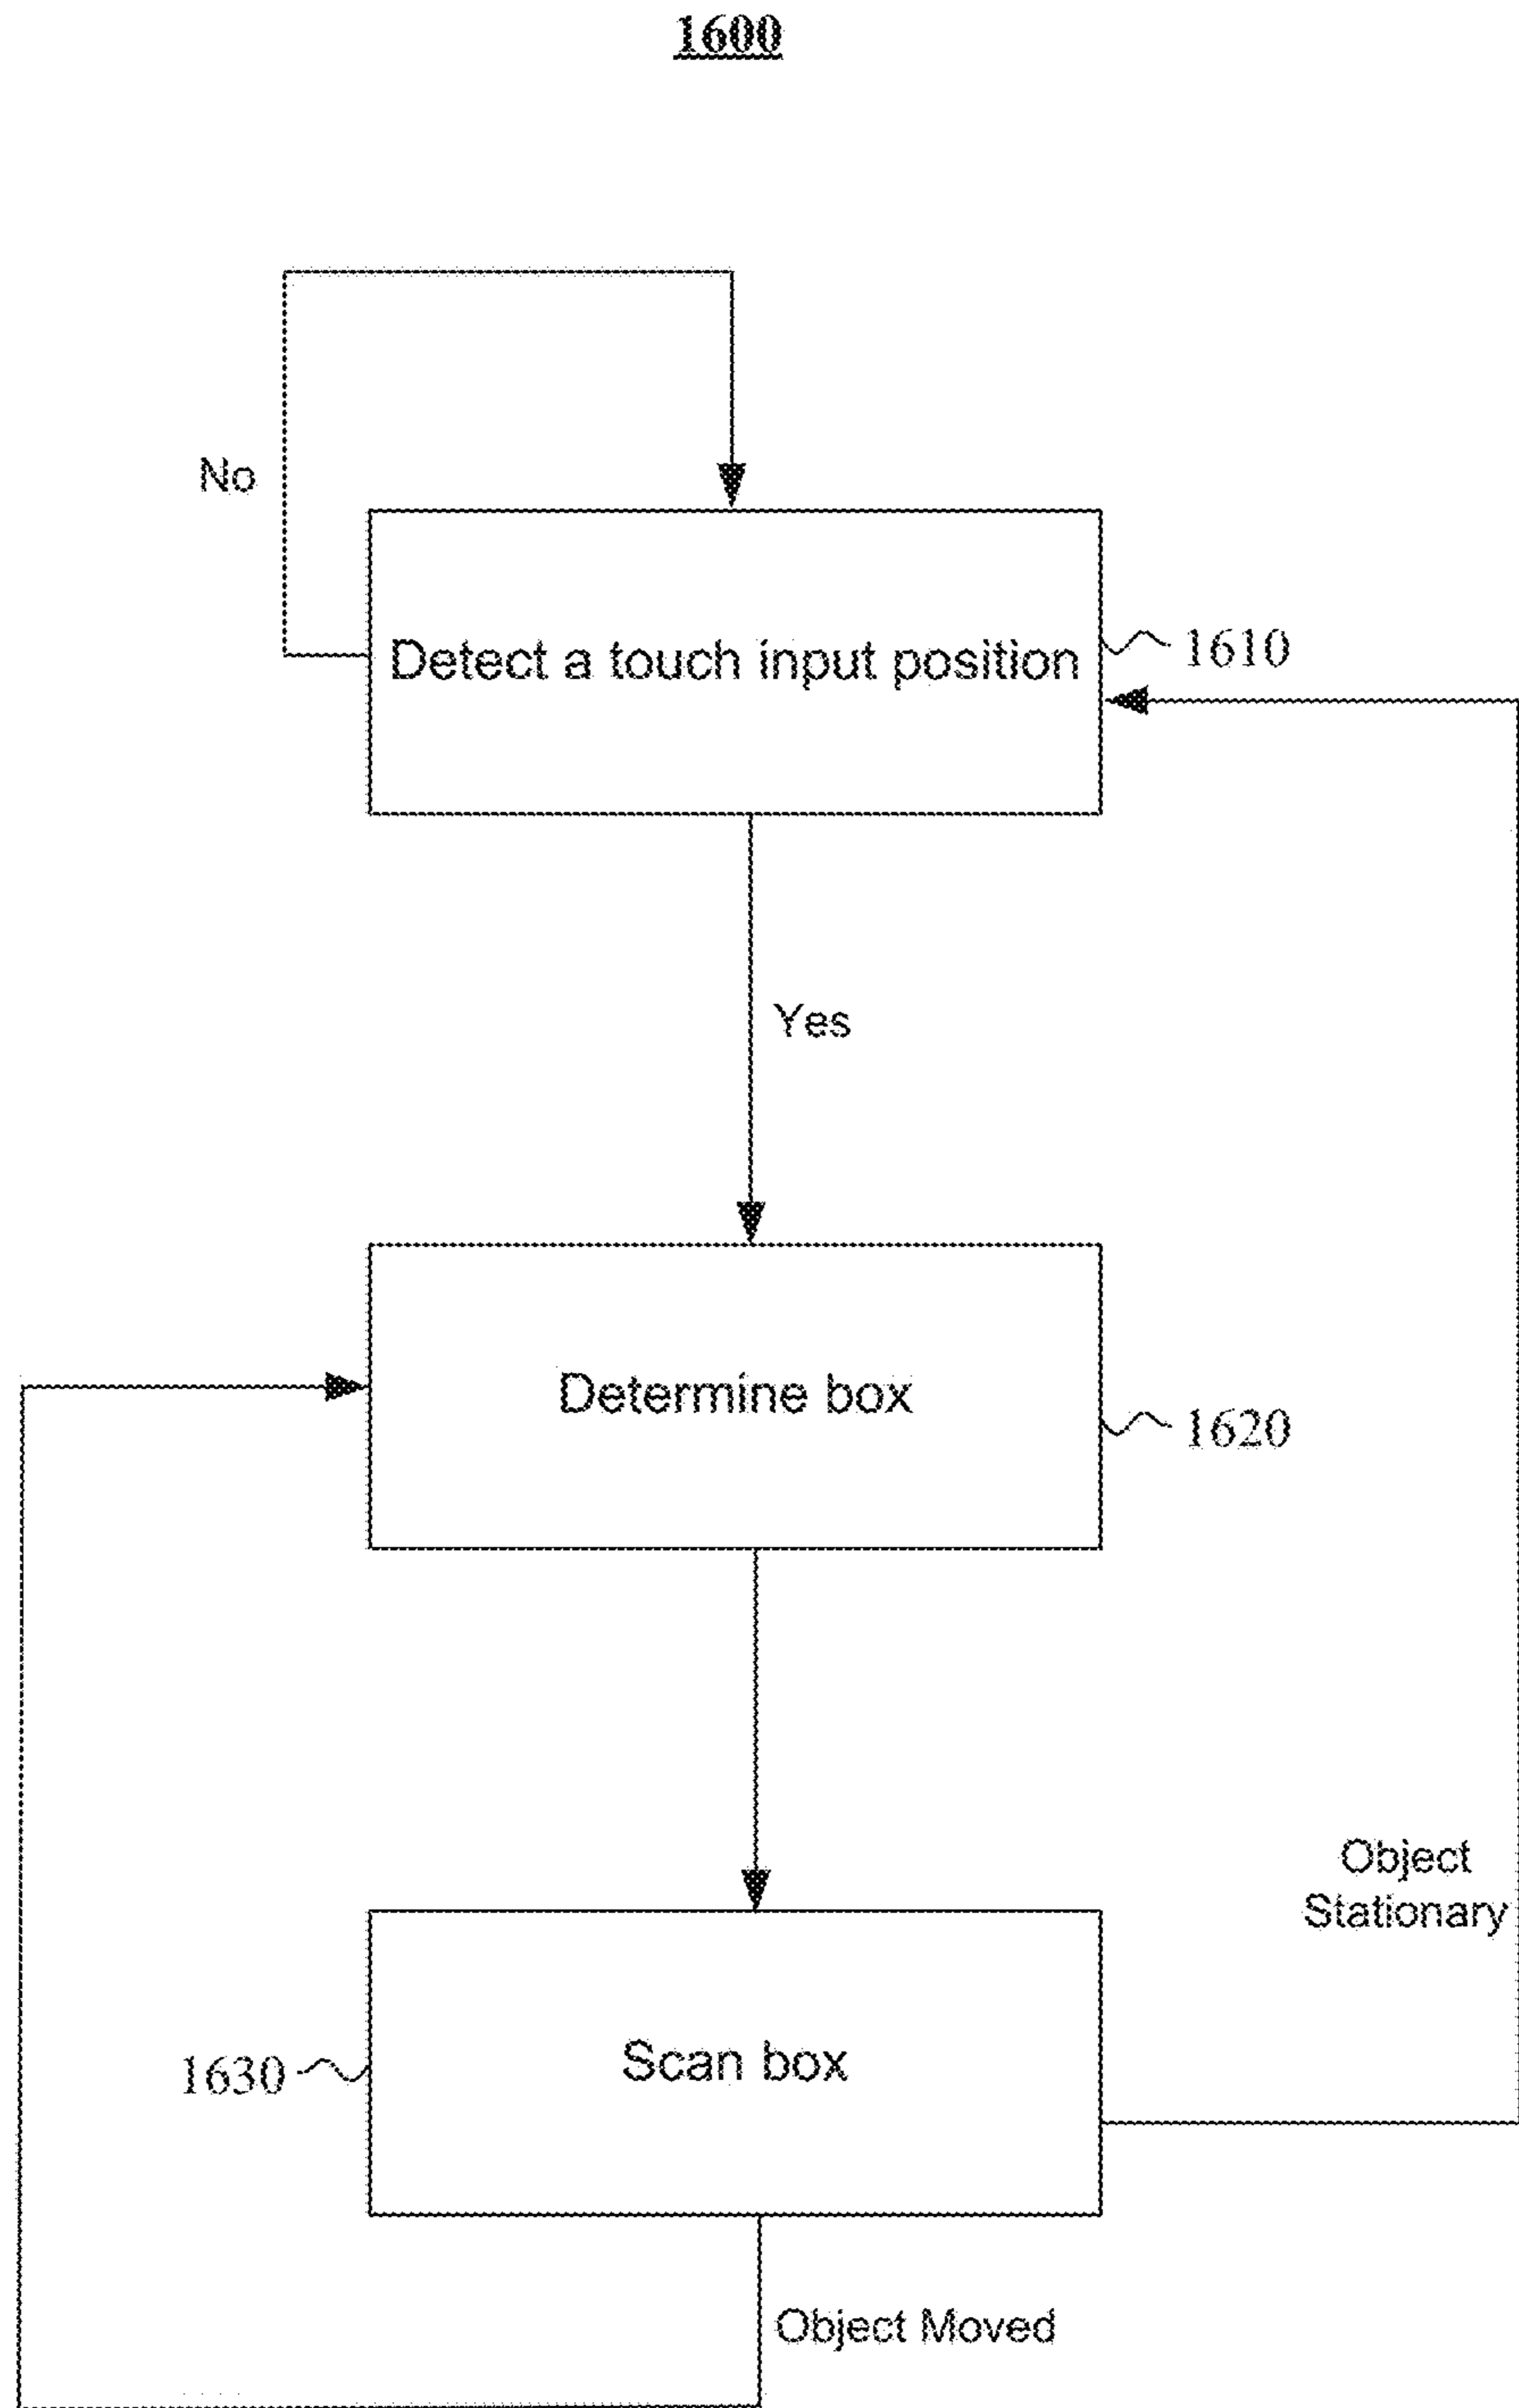 1600
No
Detect a touch input position
1610
Yes
Determine box
1620
Object
Stationary
1630
Scan box
Object Moved